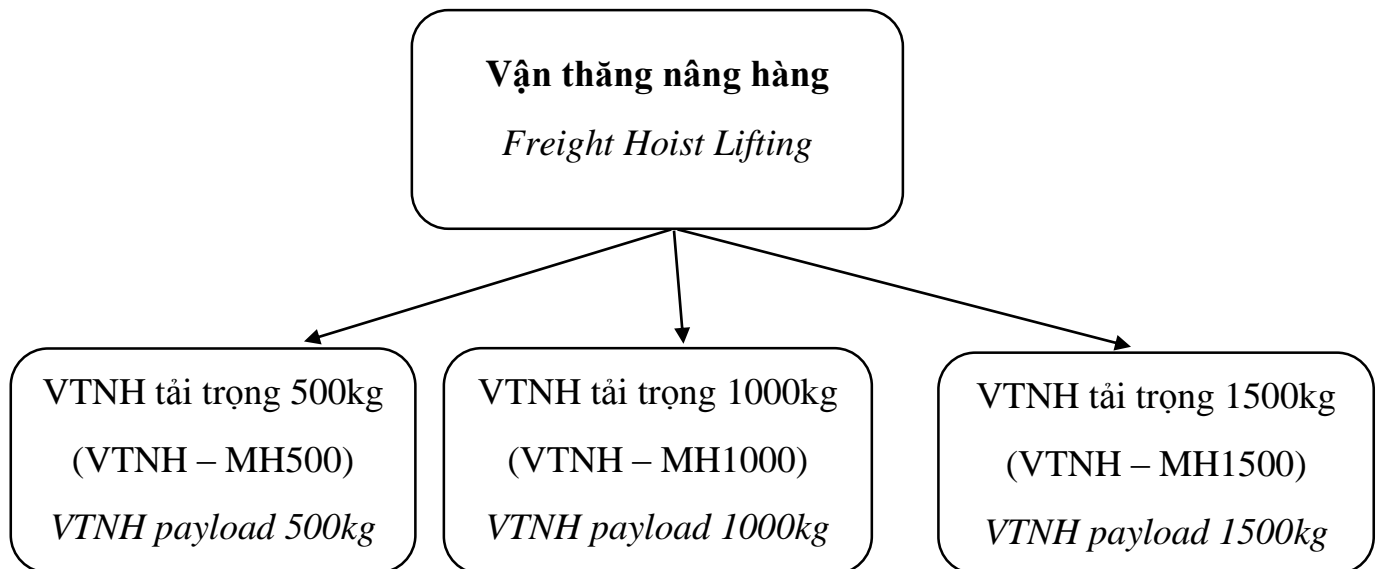 Vận thăng nâng hàng
Freight Hoist Lifting
VTNH tải trọng 500kg
(VTNH – MH500)
VTNH payload 500kg
VTNH tải trọng 1000kg
(VTNH – MH1000)
VTNH payload 1000kg
VTNH tải trọng 1500kg
(VTNH – MH1500)
VTNH payload 1500kg